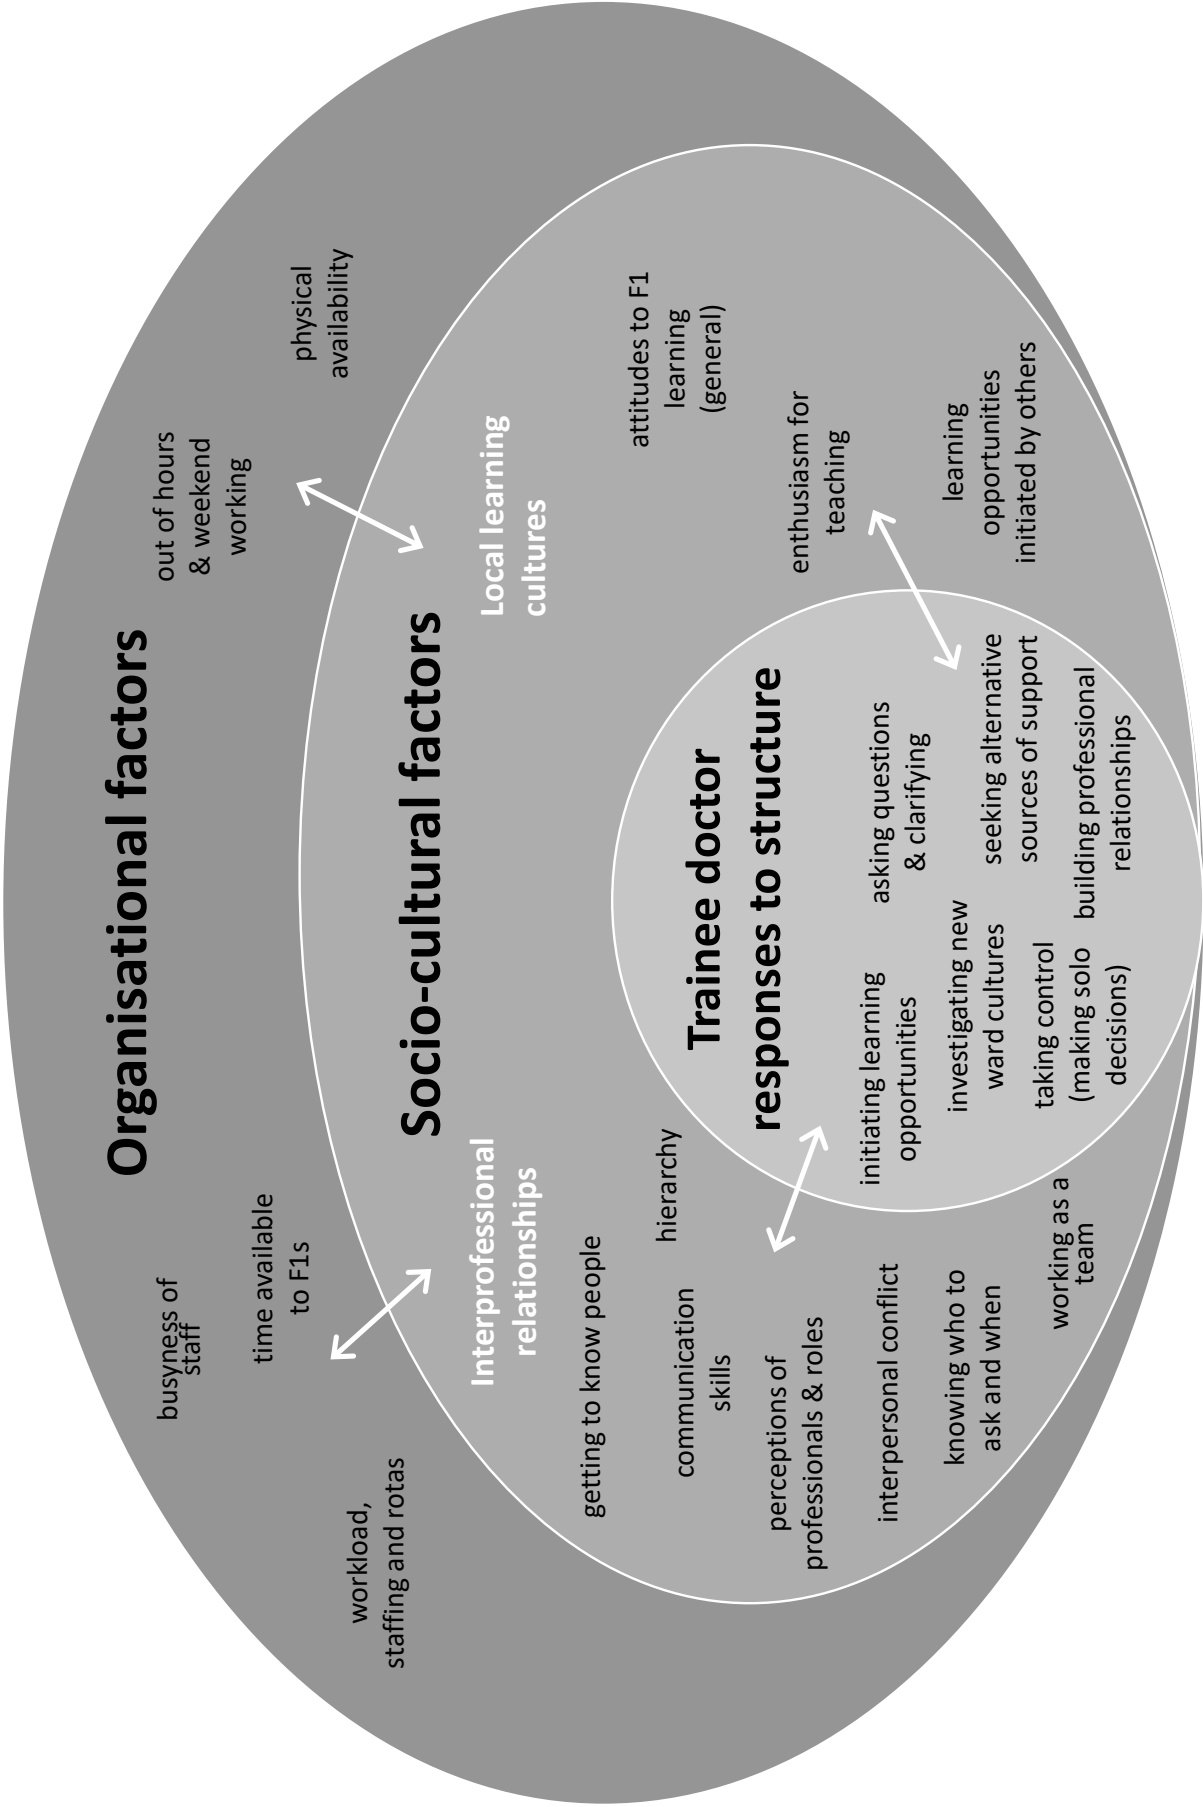 Organisational factors
busyness of
staff
time available
to F1s
workload,
staffing and rotas
out of hours
& weekend
working
physical
availability
Socio-cultural factors
Interprofessional
relationships
getting to know people
hierarchy
communication
skills
perceptions of
professionals & roles
interpersonal conflict
knowing who to
ask and when
working as a
team
Local learning
cultures
attitudes to F1
learning
(general)
enthusiasm for
teaching
learning
opportunities
initiated by others
Trainee doctor
responses to structure
initiating learning
opportunities
asking questions
& clarifying
investigating new
ward cultures
seeking alternative
sources of support
taking control
(making solo
decisions)
building professional
relationships